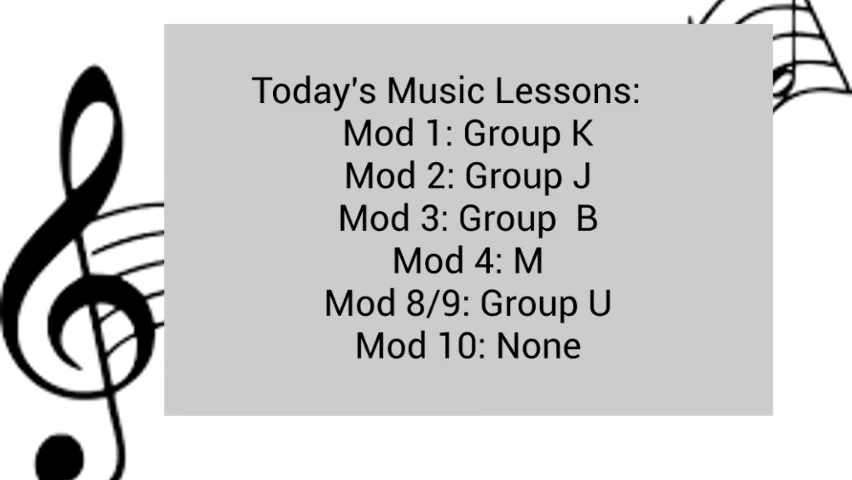 Today's Music Lessons:
Mod 1: Group K
Mod 2: Group J
Mod 3: Group  B
Mod 4: M
Mod 8/9: Group U
Mod 10: None